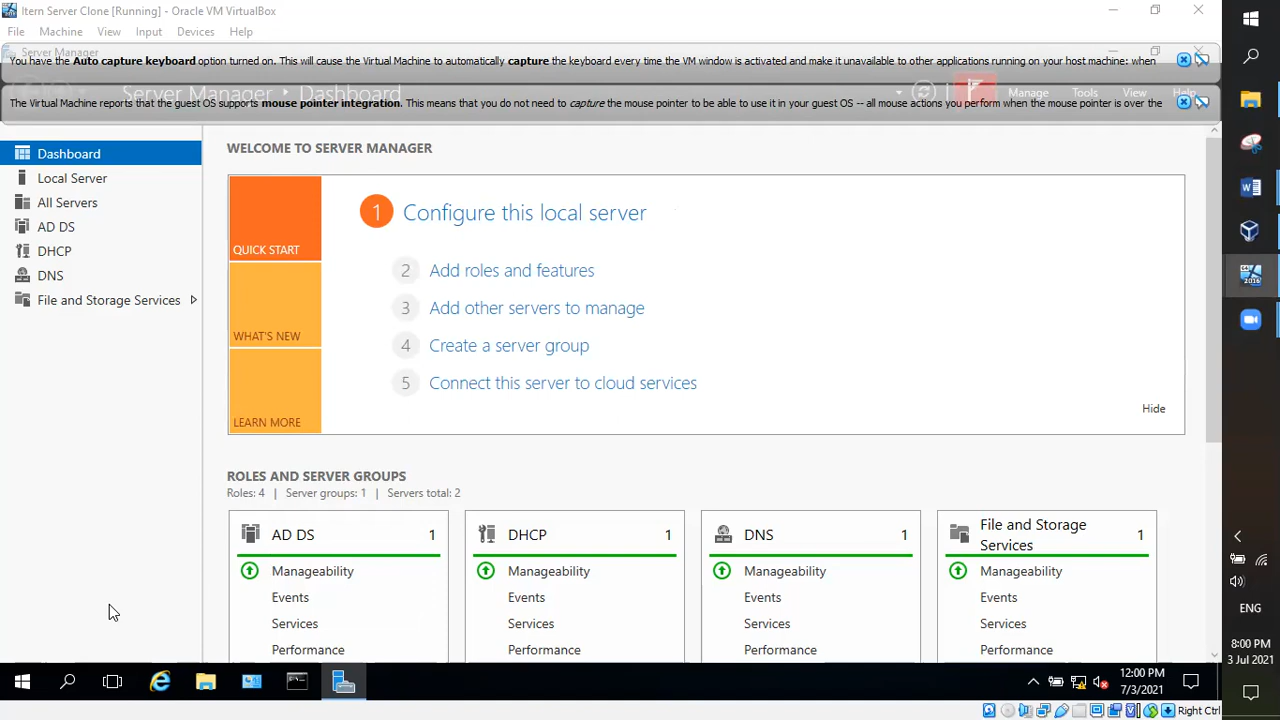 Itern Server Clone [Running] - Oracle VM VirtualBox
File Machine View Input Devices Help
Server Manager
You have the Auto capture keyboard option turned on. This will cause the Virtual Machine to automatically capture the keyboard every time the VM window is activated and make it unavailable to other applications running on your host machine: when
Server Manager Dashboard
Manage Tools View Help
The Virtual Machine reports that the guest OS supports mouse pointer integration. This means that you do not need to capture the mouse pointer to be able to use it in your guest OS -- all mouse actions you perform when the mouse pointer is over the
Dashboard
Local Server
All Servers
AD DS
DHCP
DNS
File and Storage Services
WELCOME TO SERVER MANAGER
QUICK START
WHAT'S NEW
LEARN MORE
1 Configure this local server
2 Add roles and features
3 Add other servers to manage
4 Create a server group
5 Connect this server to cloud services
Hide
ROLES AND SERVER GROUPS
Roles: 4 | Server groups: 1 | Servers total: 2
AD DS 1
Manageability
Events
Services
Performance
DHCP 1
Manageability
Events
Services
Performance
DNS 1
Manageability
Events
Services
Performance
File and Storage
Services 1
Manageability
Events
Services
Performance
12:00 PM
7/3/2021
Right Ctrl
2016
ENG
8:00 PM
3 Jul 2021